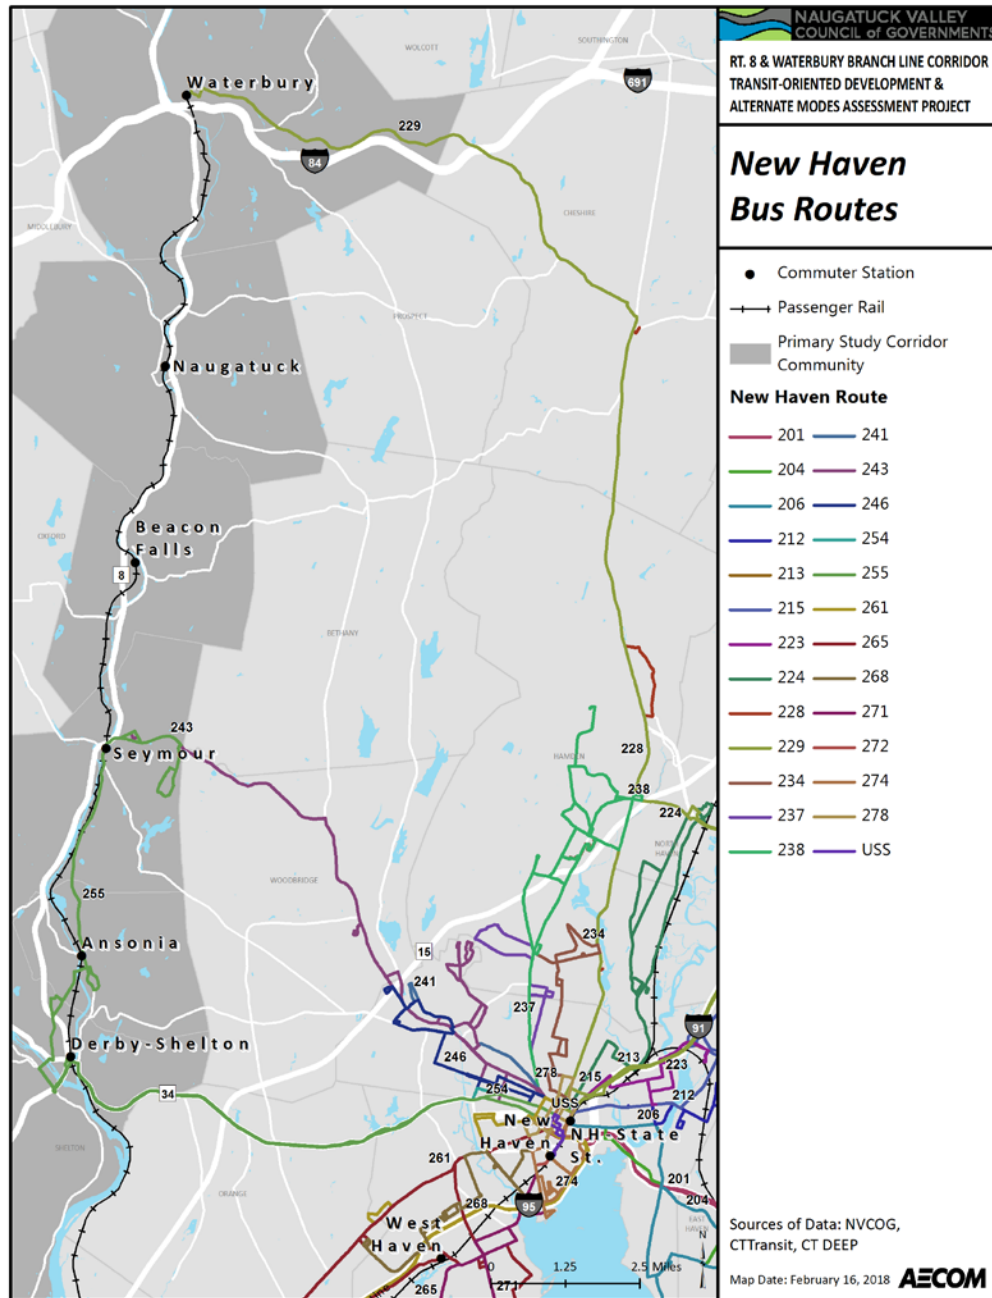 NAUGATUCK VALLEY
COUNCIL of GOVERNMENTS
RT. 8 & WATERBURY BRANCH LINE CORRIDOR
TRANSIT-ORIENTED DEVELOPMENT &
ALTERNATE MODES ASSESSMENT PROJECT
New Haven
Bus Routes
Commuter Station
Passenger Rail
Primary Study Corridor
Community
New Haven Route
201 241
204 243
206 246
212 254
213 255
215 261
223 265
224 268
228 271
229 272
234 274
237 278
238 USS
Sources of Data: NVCOG,
CTTransit, CT DEEP
Map Date: February 16, 2018 AECOM
WOLCOTT
SOUTHINGTON
691
Waterbury
229
84
CHESHIRE
MIDDLEBURY
PROSPECT
Naugatuck
Beacon
Falls
OXFORD
8
BETHANY
243
Seymour
228
HAMDEN
238
224
NORTH
HAVEN
WOODBRIDGE
255
Ansonia
15
234
241
237
91
Derby-Shelton
246
213
223
278
215
254
USS
212
34
New
Haven
NH-State
St.
206
SHELTON
261
274
201
204
ORANGE
268
95
West
Haven
EAST
HAVEN
265
271
0 1.25 2.5 Miles
N